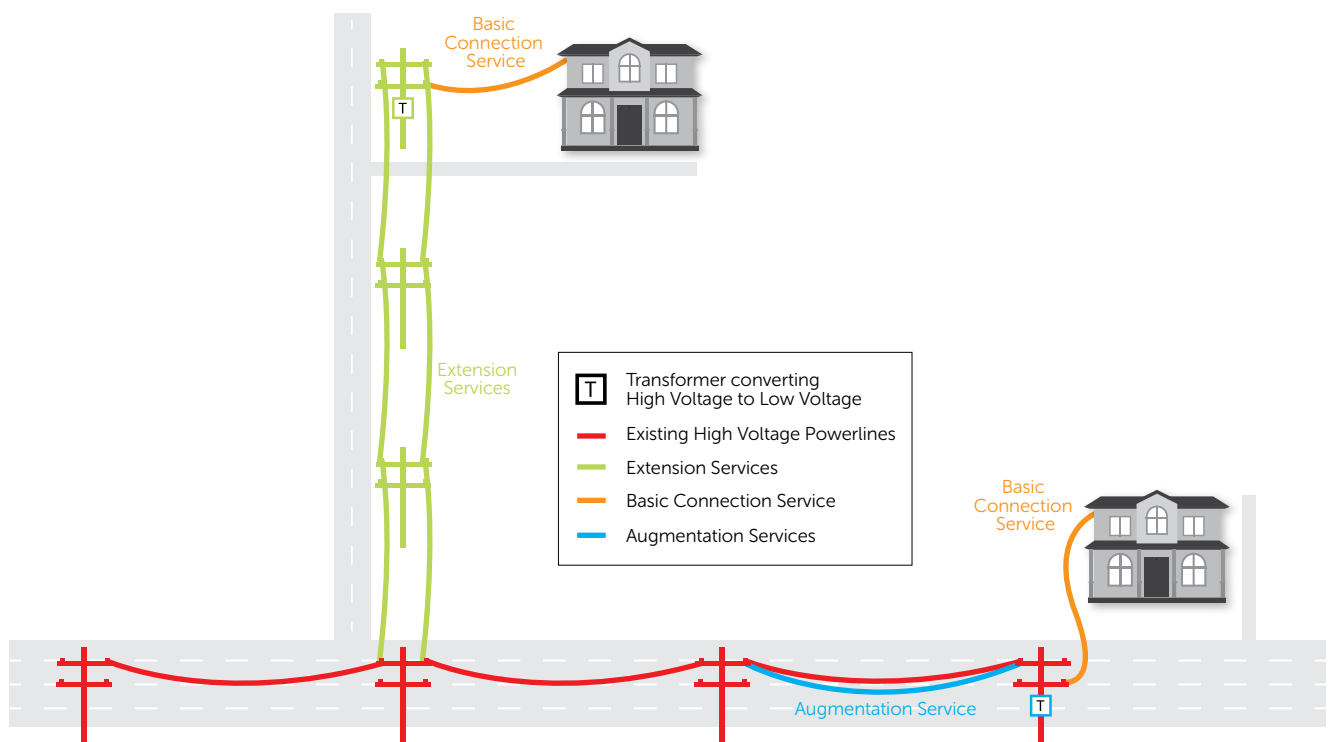 Basic
Connection
Service
T
Extension
Services
T
Transformer converting
High Voltage to Low Voltage
Existing High Voltage Powerlines
Extension Services
Basic Connection Service
Augmentation Services
Basic
Connection
Service
Augmentation Service
T